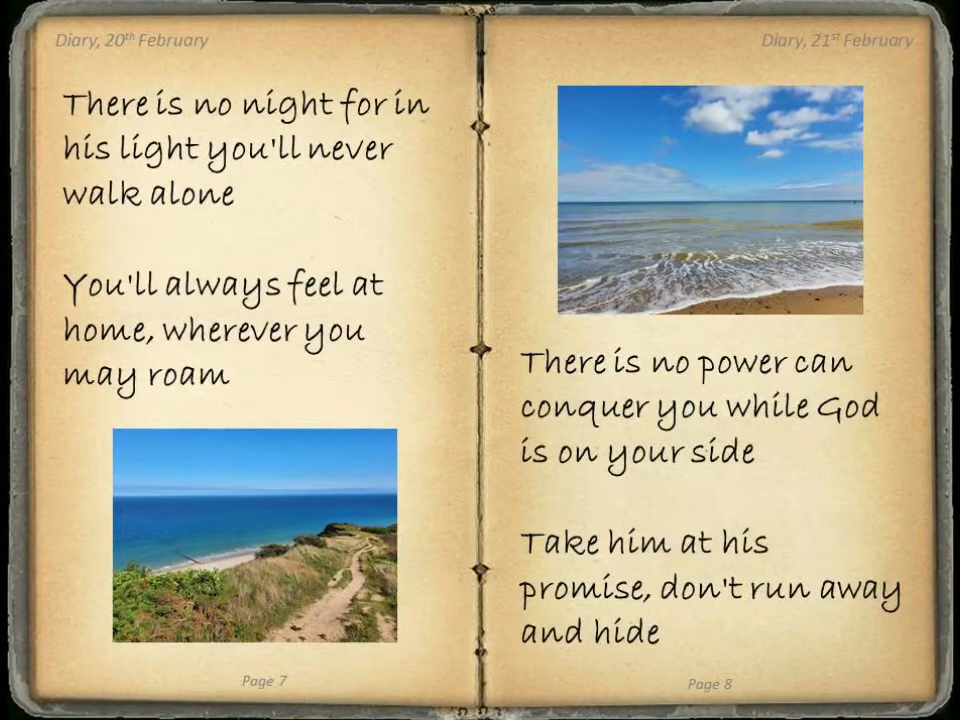 Diary, 20th February
There is no night for in
his light you'll never
walk alone
You'll always feel at
home, wherever you
may roam
Page 7
Diary, 21st February
There is no power can
conquer you while God
is on your side
Take him at his
promise, don't run away
and hide
Page 8